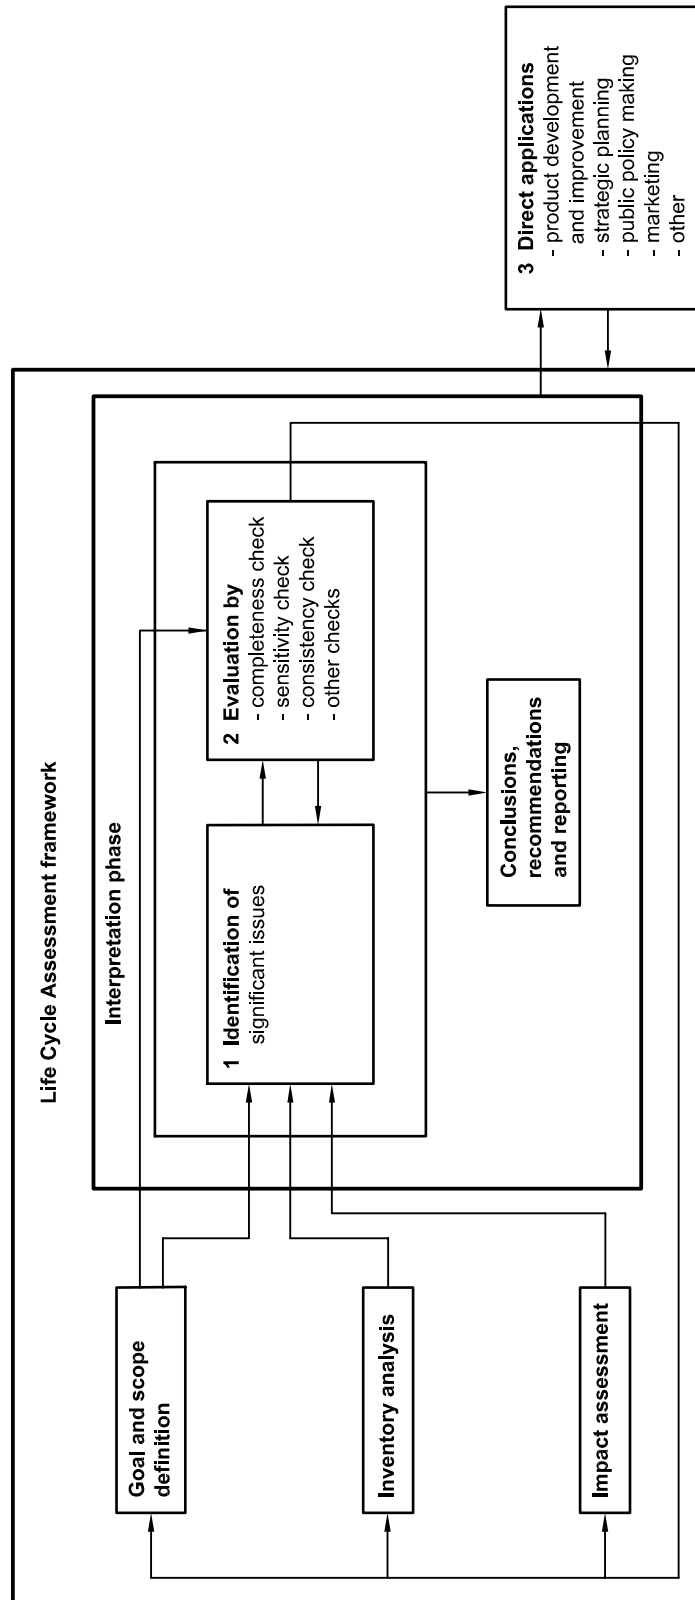 Life Cycle Assessment framework
Interpretation phase
Goal and scope
definition
Inventory analysis
Impact assessment
1 Identification of
significant issues
2 Evaluation by
- completeness check
- sensitivity check
- consistency check
- other checks
Conclusions,
recommendations
and reporting
3 Direct applications
- product development
and improvement
- strategic planning
- public policy making
- marketing
- other